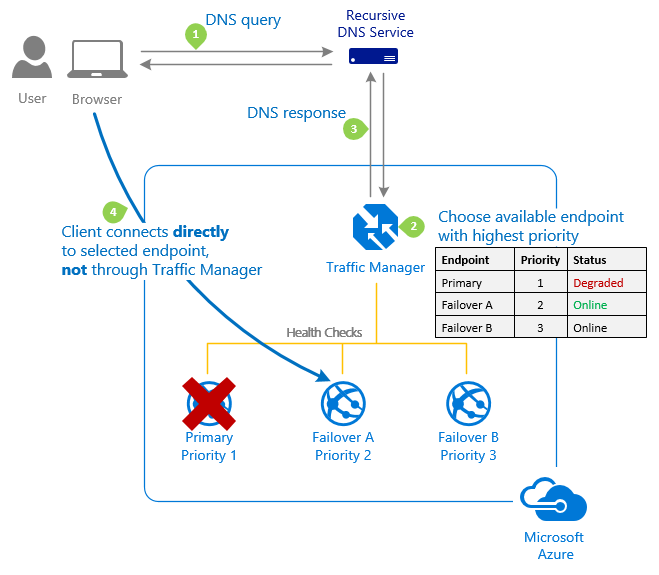 DNS query
1
Recursive
DNS Service
User
Browser
DNS response
3
4
Client connects directly
to selected endpoint,
not through Traffic Manager
2
Traffic Manager
Choose available endpoint
with highest priority
Endpoint Priority Status
Primary 1 Degraded
Failover A 2 Online
Failover B 3 Online
Health Checks
Primary
Priority 1
Failover A
Priority 2
Failover B
Priority 3
Microsoft
Azure